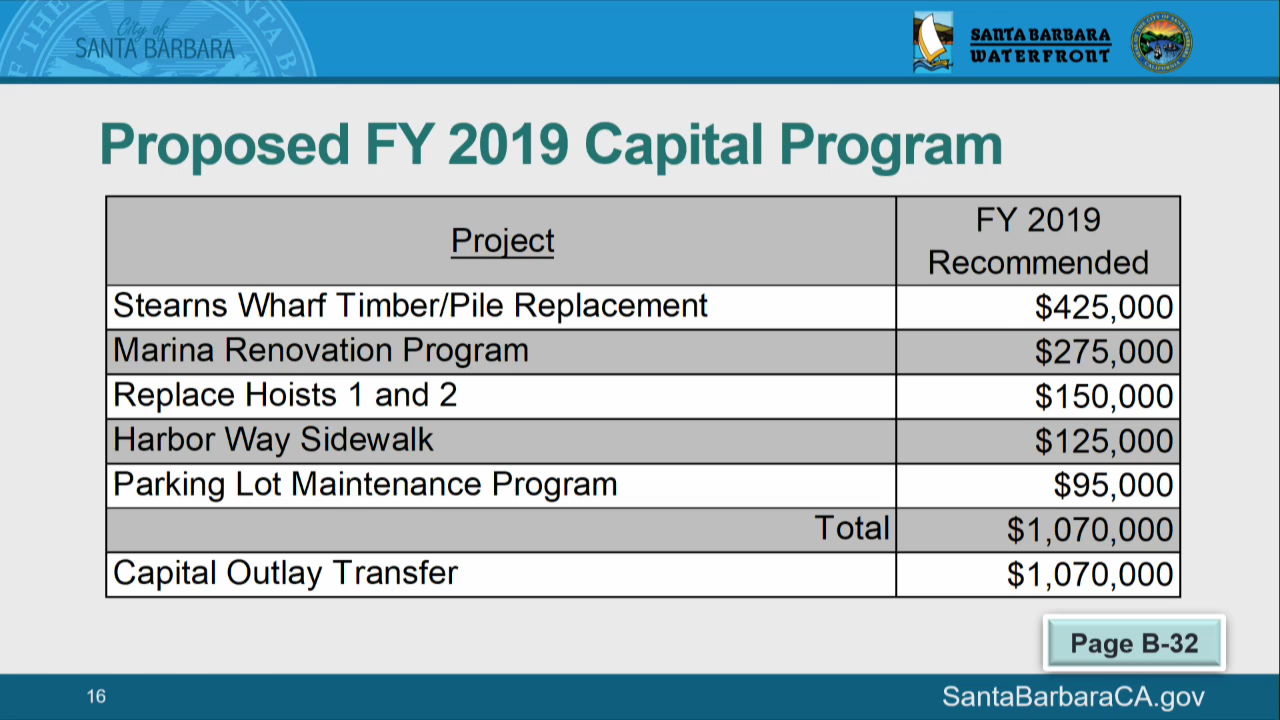 City of
SANTA BARBARA
SANTA BARBARA
WATERFRONT
Proposed FY 2019 Capital Program
Project
FY 2019
Recommended
Stearns Wharf Timber/Pile Replacement $425,000
Marina Renovation Program $275,000
Replace Hoists 1 and 2 $150,000
Harbor Way Sidewalk $125,000
Parking Lot Maintenance Program $95,000
Total $1,070,000
Capital Outlay Transfer $1,070,000
Page B-32
16
SantaBarbaraCA.gov